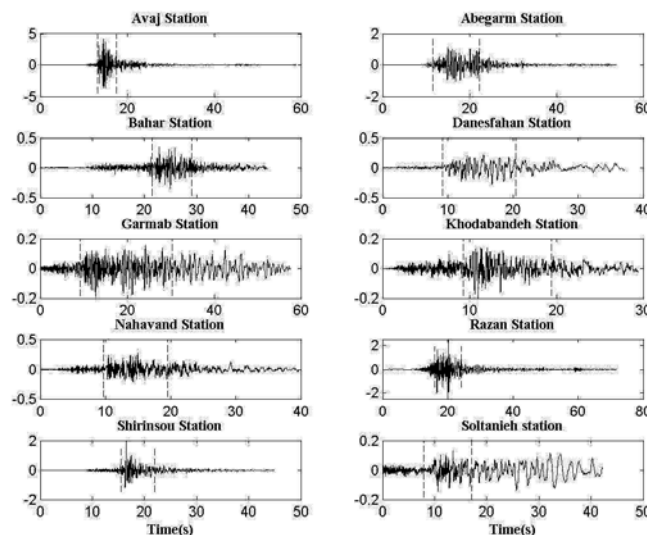 Avaj Station
Abegarm Station
5
0
-5
0 20 40 60
2
0
-2
0 20 40 60
Bahar Station
Danesfahan Station
0.5
0
-0.5
0 10 20 30 40 50
0.5
0
-0.5
0 10 20 30 40
Garmab Station
Khodabandeh Station
0.2
0
-0.2
0 20 40 60
0.2
0
-0.2
0 10 20 30
Nahavand Station
Razan Station
0.5
0
-0.5
0 10 20 30 40
2
0
-2
0 20 40 60 80
Shirinsou Station
Soltanieh station
2
0
-2
0 10 20 30 40 50
0.2
0
-0.2
0 10 20 30 40 50
Time(s)
Time(s)